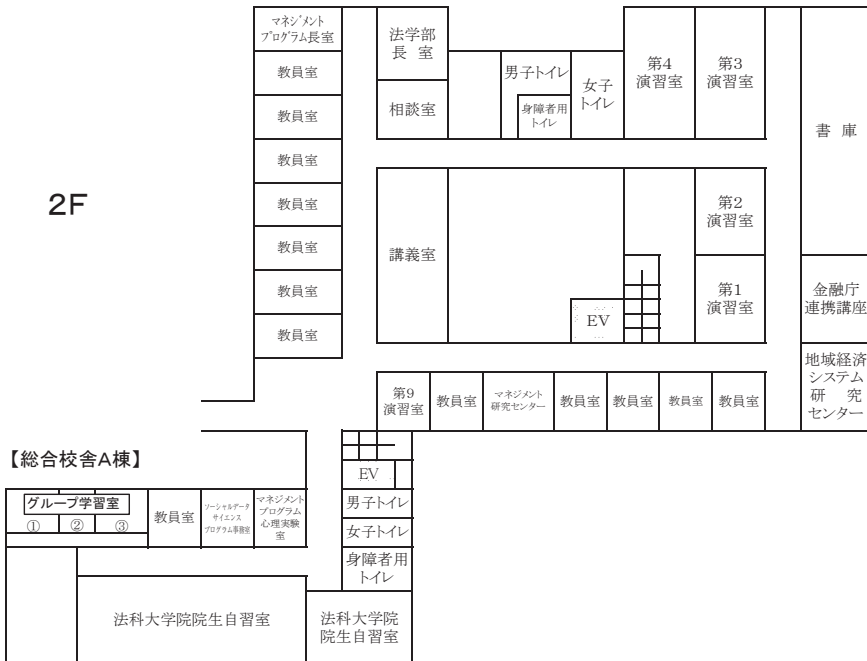 マネジメント
プログラム長室
教員室
教員室
教員室
教員室
教員室
教員室
教員室
法学部
長 室
相談室
男子トイレ
身障者用
トイレ
女子
トイレ
第4
演習室
第3
演習室
書 庫
2F
講義室
EV
第2
演習室
第1
演習室
金融庁
連携講座
地域経済
システム
研 究
センター
第9
演習室
教員室
マネジメント
研究センター
教員室
教員室
教員室
教員室
【総合校舎A棟】
グループ学習室
① ② ③
教員室
ソーシャルデータ
サイエンス
プログラム事務室
マネジメント
プログラム
心理実験
室
EV
男子トイレ
女子トイレ
身障者用
トイレ
法科大学院院生自習室
法科大学院
院生自習室